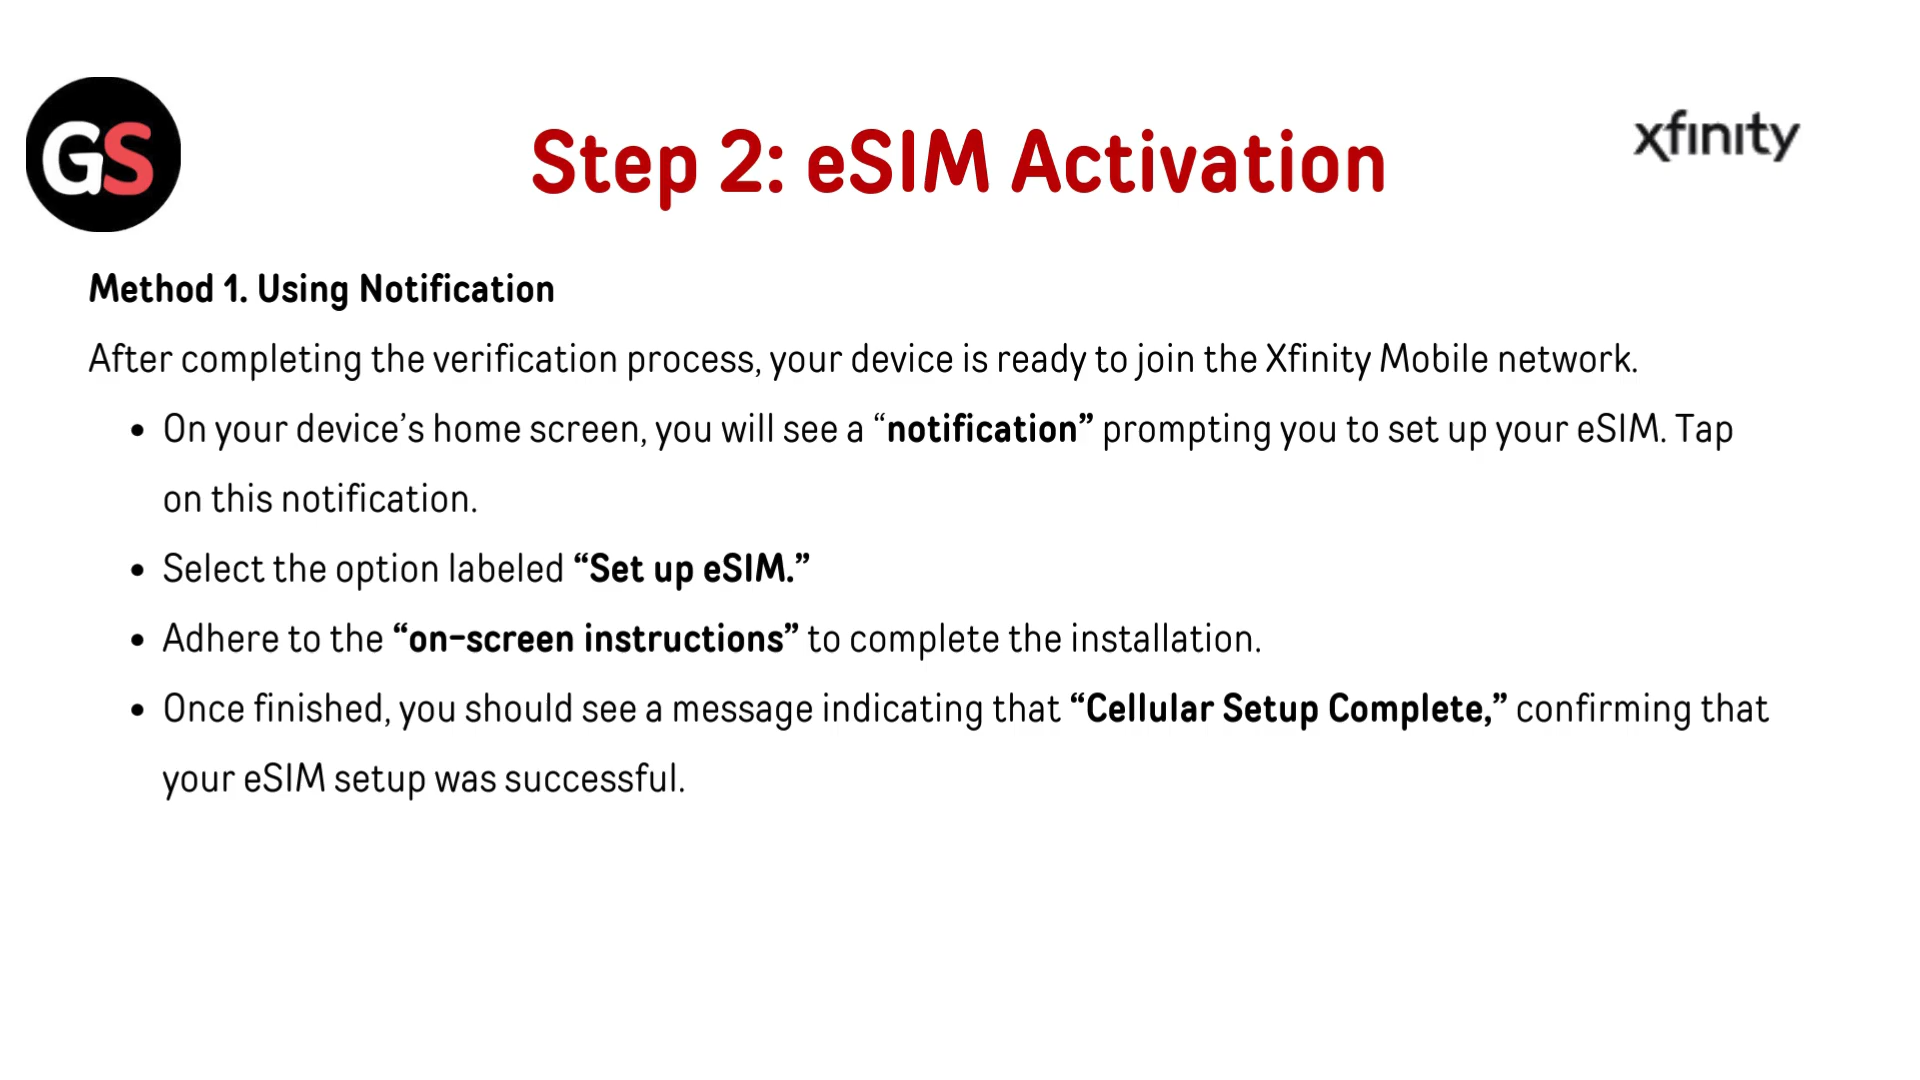 GS
Step 2: eSIM Activation
xfinity
Method 1. Using Notification
After completing the verification process, your device is ready to join the Xfinity Mobile network.
• On your device’s home screen, you will see a “notification” prompting you to set up your eSIM. Tap
on this notification.
• Select the option labeled “Set up eSIM.”
• Adhere to the “on-screen instructions” to complete the installation.
• Once finished, you should see a message indicating that “Cellular Setup Complete,” confirming that
your eSIM setup was successful.